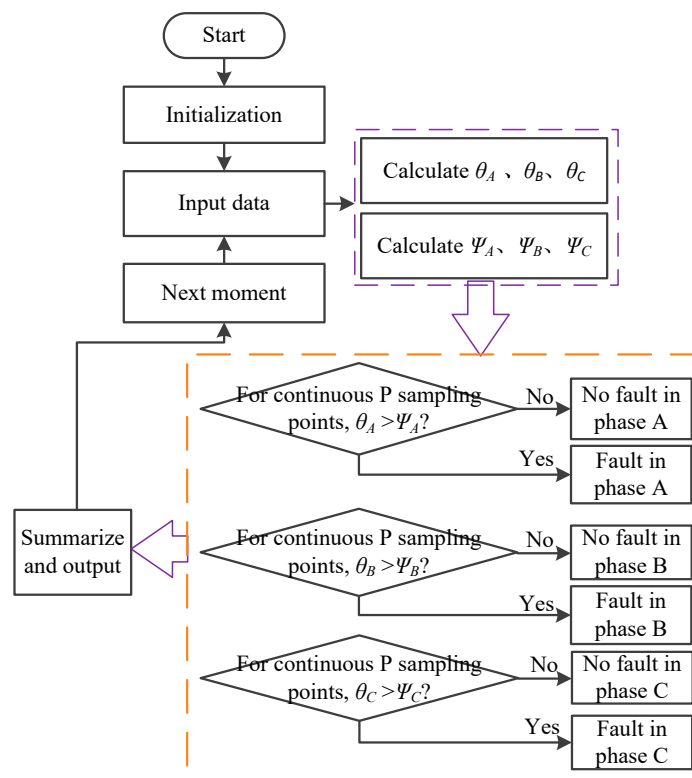 Start
Initialization
Input data
Next moment
Calculate θA 、θB、θC
Calculate ΨA、ΨB、ΨC
For continuous P sampling
points, θA >ΨA?
No
No fault in
phase A
Yes
Fault in
phase A
Summarize
and output
For continuous P sampling
points, θB >ΨB?
No
No fault in
phase B
Yes
Fault in
phase B
For continuous P sampling
points, θC >ΨC?
No
No fault in
phase C
Yes
Fault in
phase C